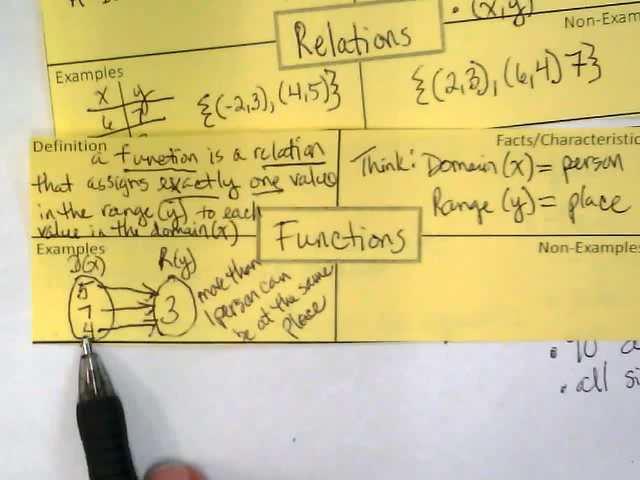 (x,y)
Non-Exam
Relations
Examples
x y
6 7
{(-2,3), (4,5)}
{(2,3), (6,4) 7}
Definition
a function is a relation
that assigns exactly one value
in the range (y) to each
value in the domain (x)
Facts/Characteristic
Think: Domain (x) = person
Range (y) = place
Functions
Examples
D(x) R(y)
5
7
4
3
more than
1 person can
be at the same
place
Non-Examples
all si